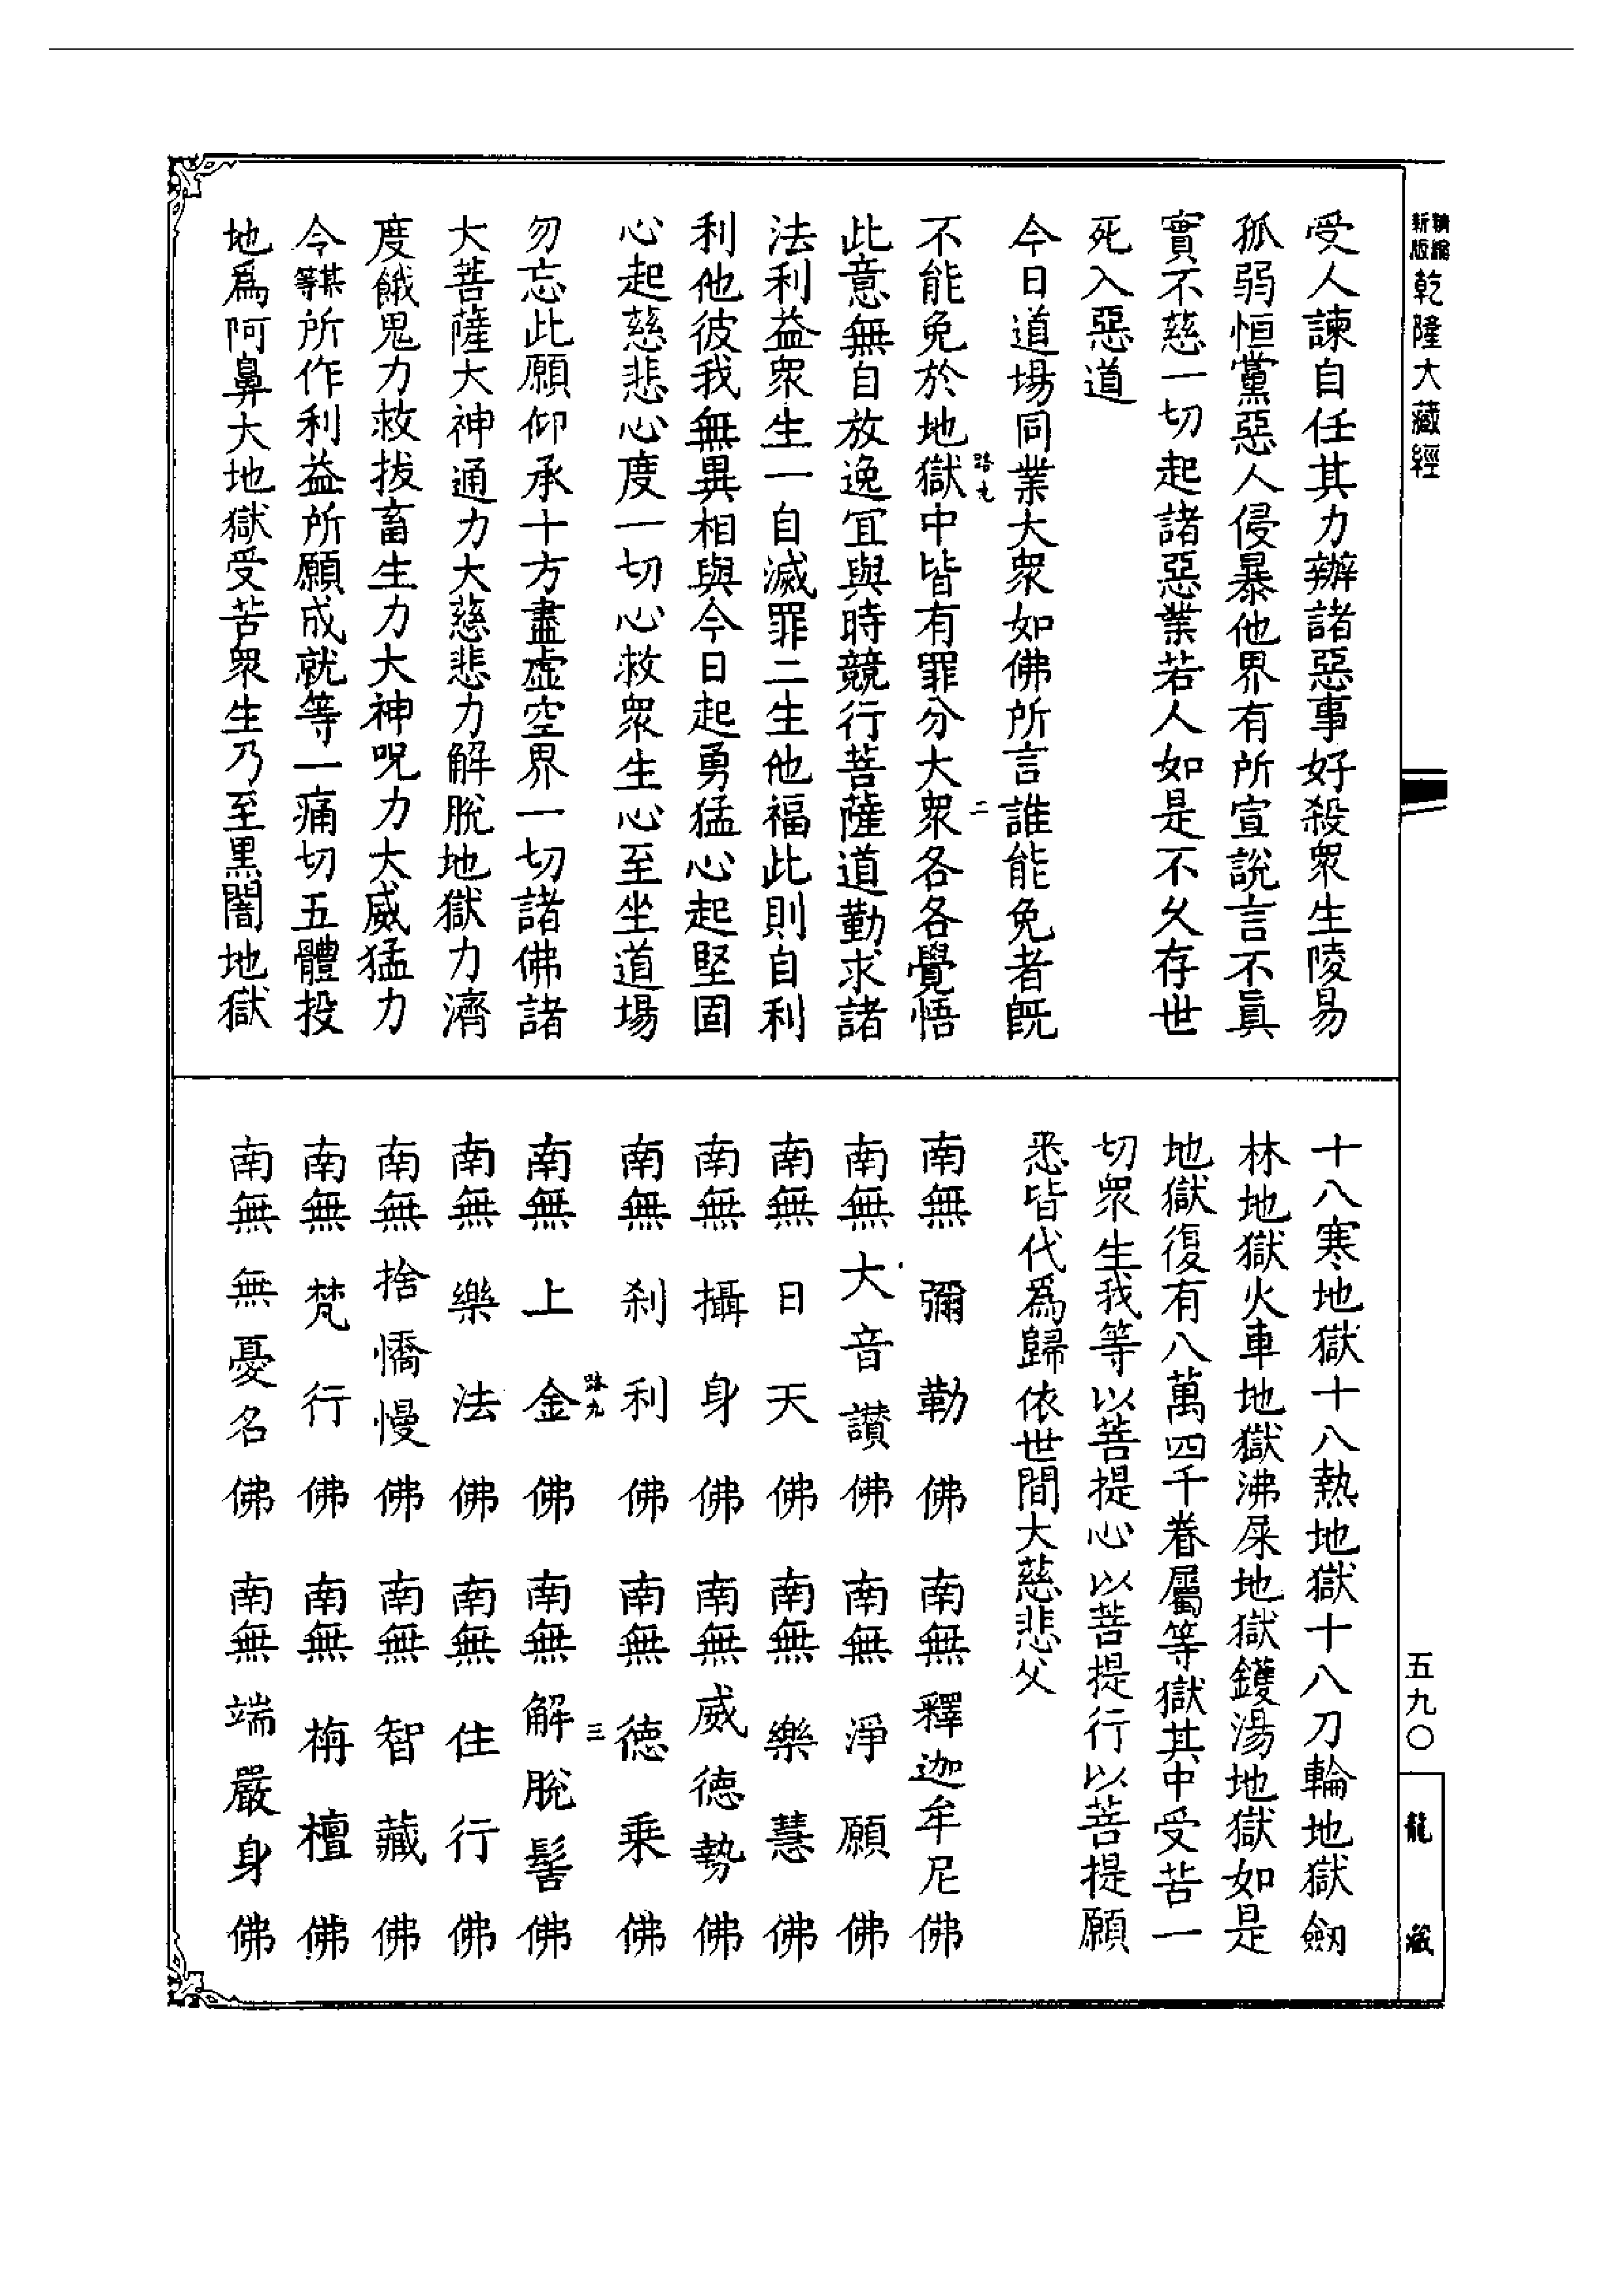 精縮新版乾隆大藏經
受人諫自任其力辦諸惡事好殺衆生陵易
孤弱恒黨惡人侵暴他界有所宣說言不眞
實不慈一切起諸惡業若人如是不久存世
死入惡道
今日道場同業大衆如佛所言誰能免者旣
不能免於地獄中皆有罪分大衆各各覺悟
路九
二
此意無自放逸宜與時競行菩薩道勤求諸
法利益衆生一自滅罪二生他福此則自利
利他彼我無異相與今日起勇猛心起堅固
心起慈悲心度一切心救衆生心至坐道場
勿忘此願仰承十方盡虛空界一切諸佛諸
大菩薩大神通力大慈悲力解脫地獄力濟
度餓鬼力救拔畜生力大神呪力大威猛力
令某等所作利益所願成就等一痛切五體投
地爲阿鼻大地獄受苦衆生乃至黑闇地獄
十八寒地獄十八熱地獄十八刀輪地獄劒
林地獄火車地獄沸屎地獄鑊湯地獄如是
地獄復有八萬四千眷屬等獄其中受苦一
切衆生我等以菩提心以菩提行以菩提願
悉皆代爲歸依世間大慈悲父
南無彌勒佛 南無釋迦牟尼佛
南無大音讃佛 南無淨願佛
南無日天佛 南無樂慧佛
南無攝身佛 南無威德勢佛
南無刹利佛 南無德乘佛
路九
三
南無上金佛 南無解脫髻佛
南無樂法佛 南無住行佛
南無捨憍慢佛 南無智藏佛
南無梵行佛 南無栴檀佛
南無無憂名佛 南無端嚴身佛
五九〇
龍藏